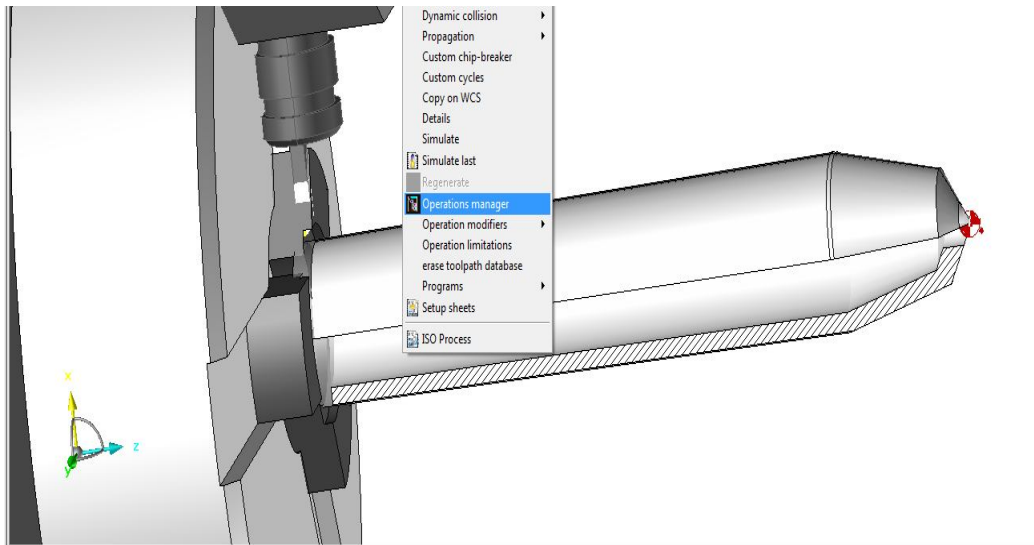 Dynamic collision
Propagation
Custom chip-breaker
Custom cycles
Copy on WCS
Details
Simulate
Simulate last
Regenerate
Operations manager
Operation modifiers
Operation limitations
erase toolpath database
Programs
Setup sheets
ISO Process
X
Z
y